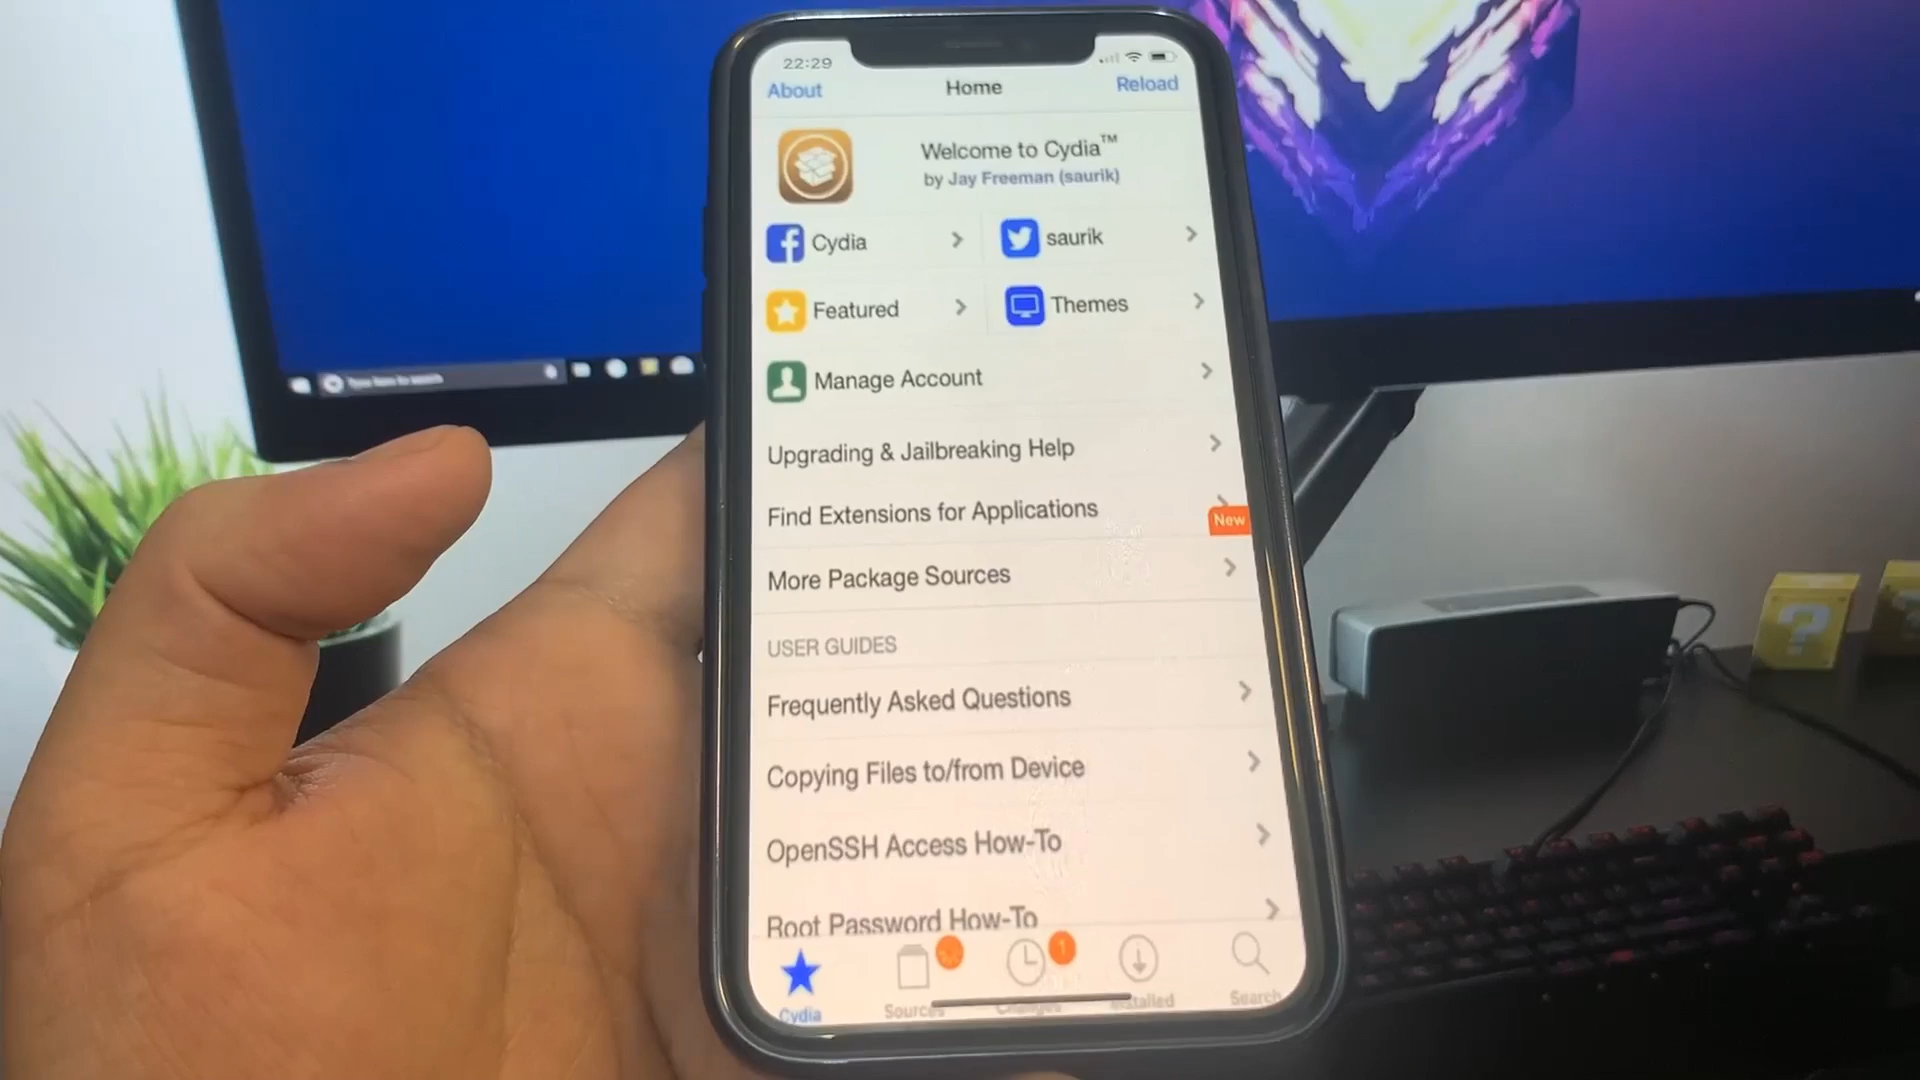 22:29
About
Home
Reload
Welcome to Cydia™
by Jay Freeman (saurik)
Cydia
saurik
Featured
Themes
Manage Account
Upgrading & Jailbreaking Help
Find Extensions for Applications
New
More Package Sources
USER GUIDES
Frequently Asked Questions
Copying Files to/from Device
OpenSSH Access How-To
Root Password How-To
1
Cydia
Sources
Changes
Installed
Search
?